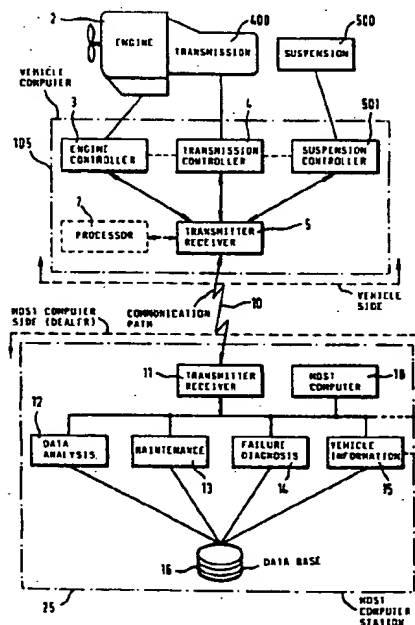 2
400
500
ENGINE
TRANSMISSION
SUSPENSION
VEHICLE
COMPUTER
3
4
501
105
ENGINE
CONTROLLER
TRANSMISSION
CONTROLLER
SUSPENSION
CONTROLLER
7
5
PROCESSOR
TRANSMITTER
RECEIVER
COMMUNICATION
PATH
10
VEHICLE
SIDE
HOST COMPUTER
SIDE (DEALER)
11
TRANSMITTER
RECEIVER
HOST
COMPUTER
18
12
DATA
ANALYSIS
MAINTENANCE
13
FAILURE
DIAGNOSIS
14
VEHICLE
INFORMATION
15
16
DATA BASE
25
HOST
COMPUTER
STATION